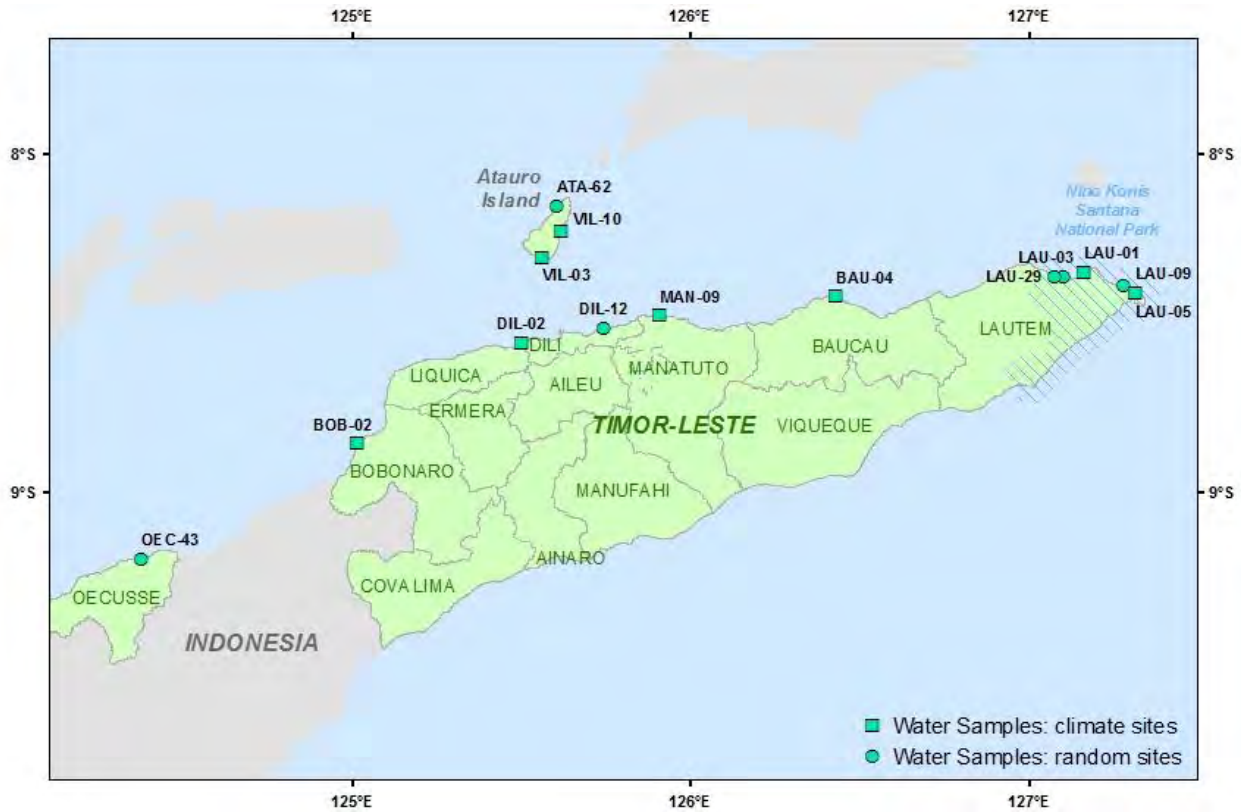 125°E
126°E
127°E
8°S
8°S
Atauro
Island
ATA-62
VIL-10
VIL-03
Nino Konis
Santana
National Park
LAU-03
LAU-01
LAU-29
LAU-09
LAU-05
BAU-04
MAN-09
DIL-12
DIL-02
DILI
LAUTEM
BAUCAU
MANATUTO
LIQUICA
AILEU
ERMERA
TIMOR-LESTE
VIQUEQUE
BOB-02
BOBONARO
MANUFAHI
9°S
9°S
OEC-43
AINARO
COVA LIMA
OECUSSE
INDONESIA
Water Samples: climate sites
Water Samples: random sites
125°E
126°E
127°E